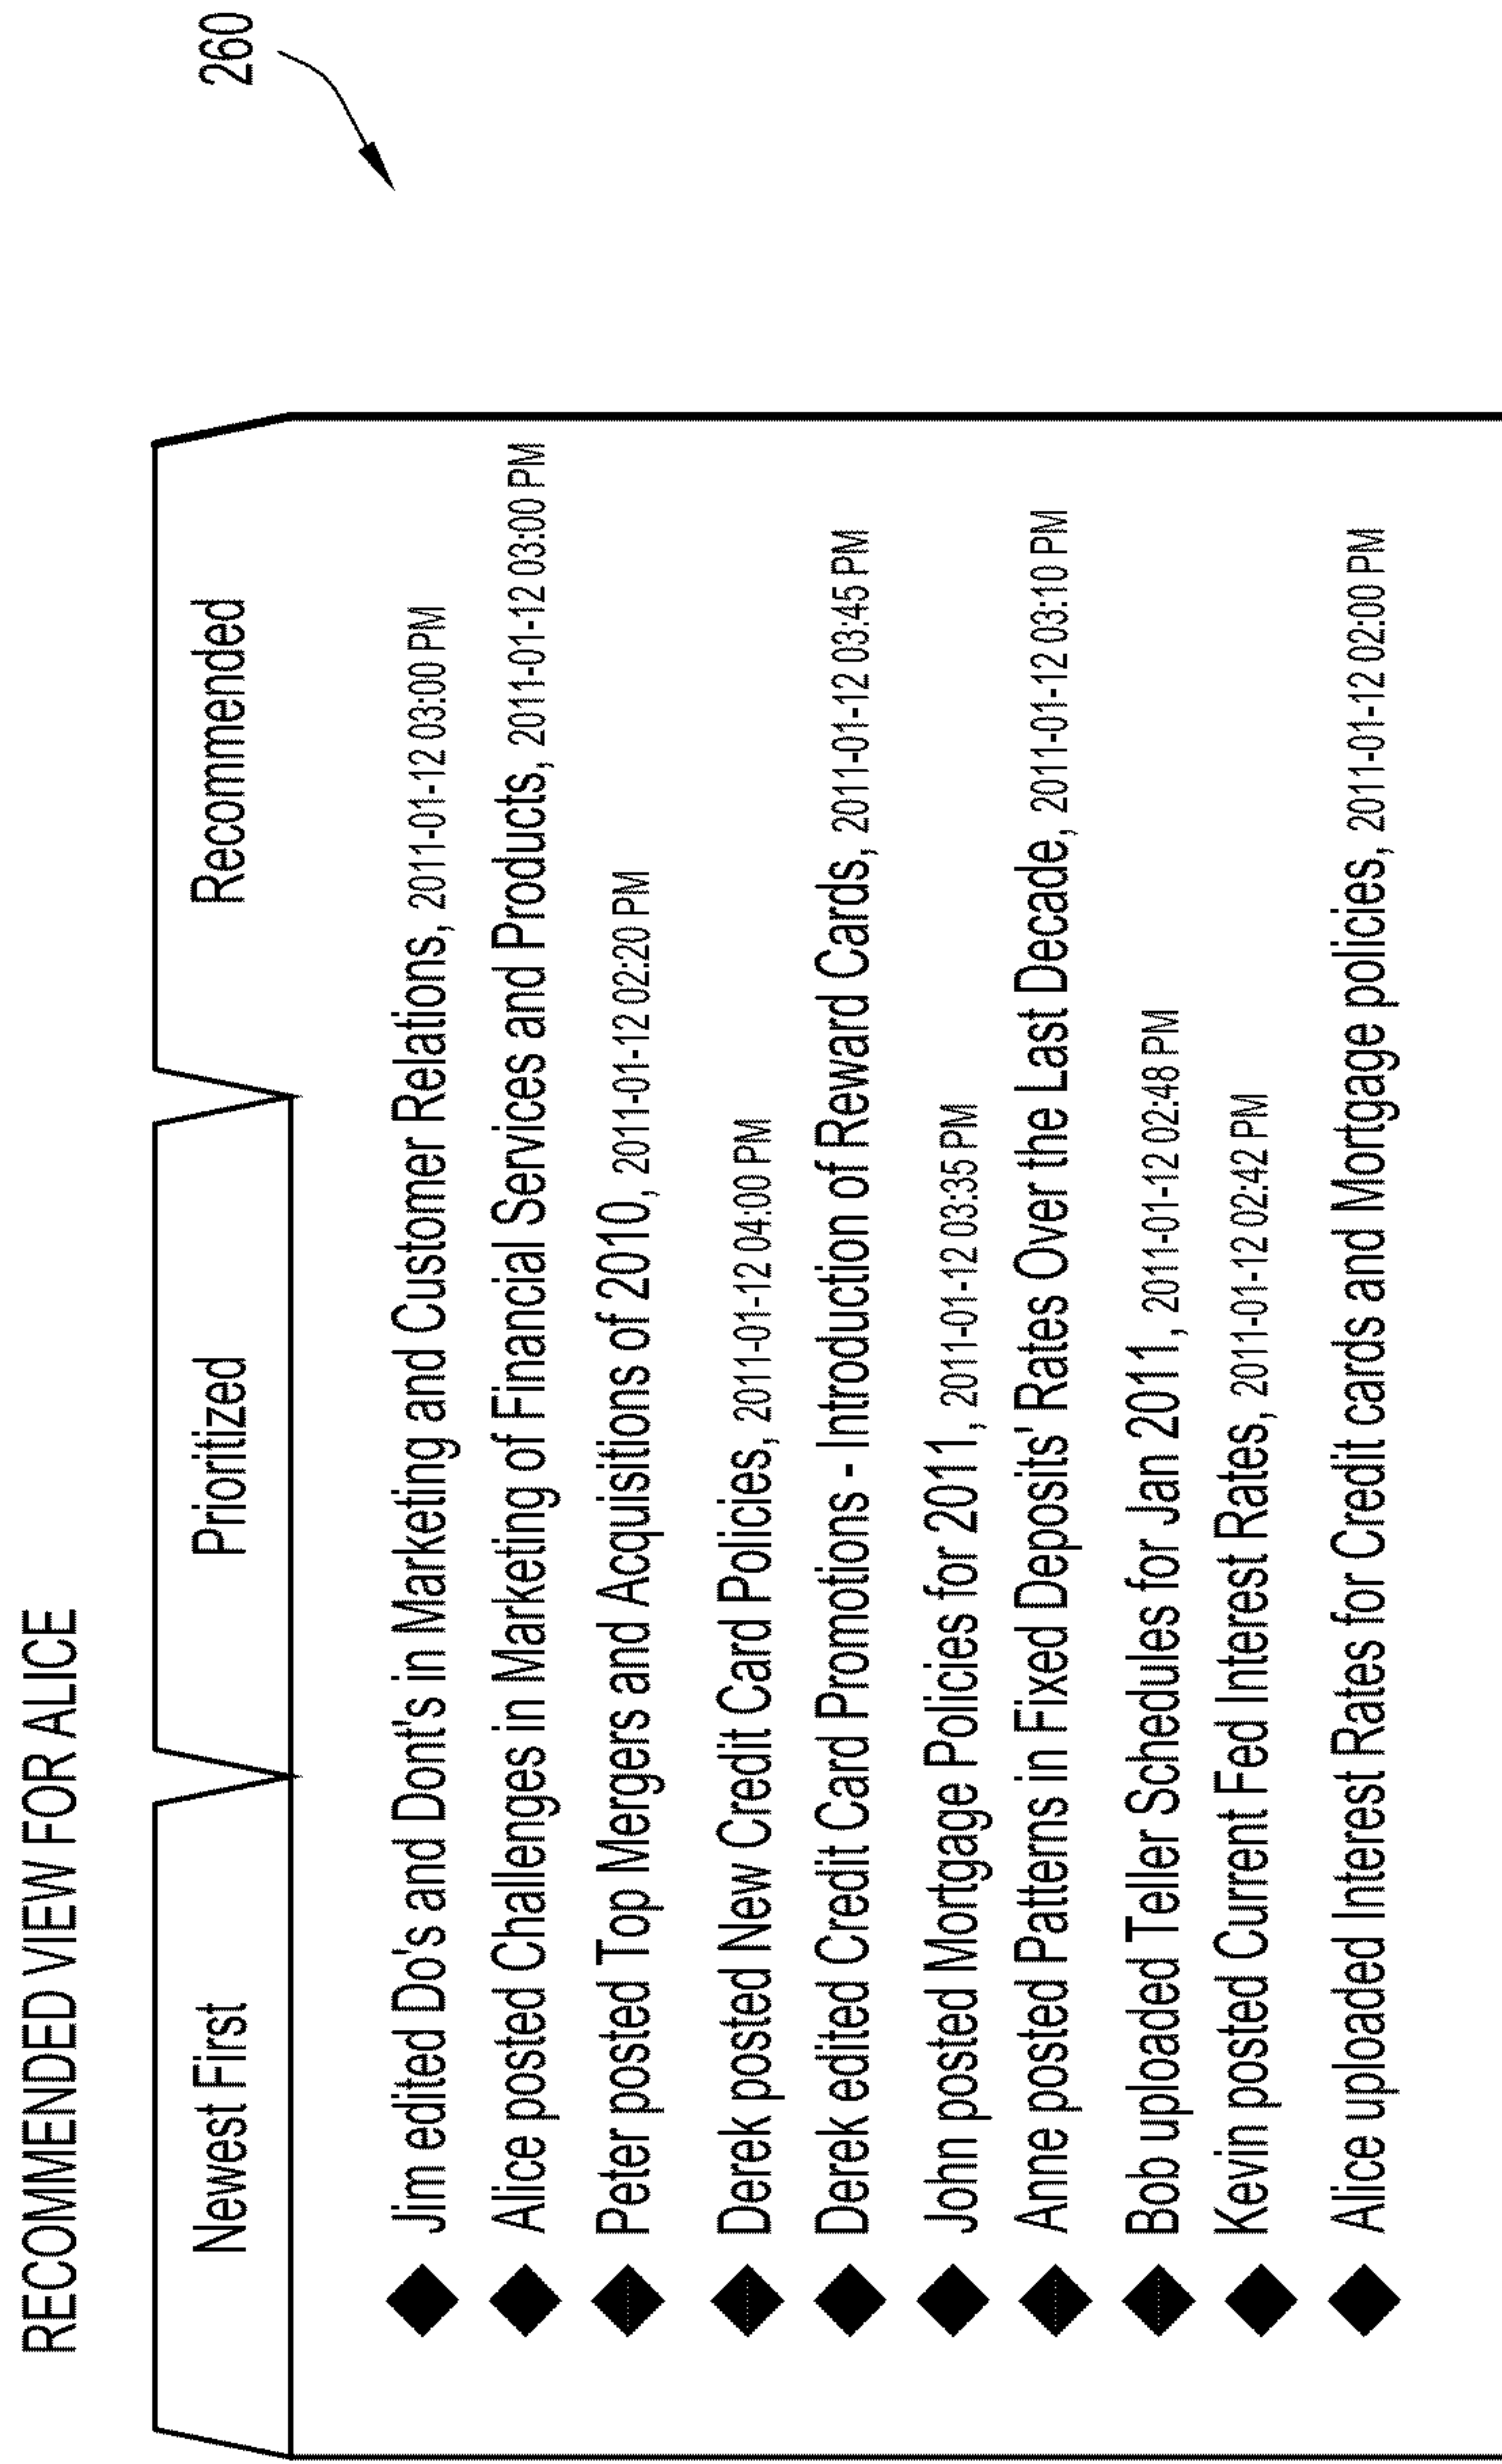 RECOMMENDED VIEW FOR ALICE
260
Newest First
Prioritized
Recommended
Jim edited Do's and Dont's in Marketing and Customer Relations, 2011-01-12 03:00 PM
Alice posted Challenges in Marketing of Financial Services and Products, 2011-01-12 03:00 PM
Peter posted Top Mergers and Acquisitions of 2010, 2011-01-12 02:20 PM
Derek posted New Credit Card Policies, 2011-01-12 04:00 PM
Derek edited Credit Card Promotions - Introduction of Reward Cards, 2011-01-12 03:45 PM
John posted Mortgage Policies for 2011, 2011-01-12 03:35 PM
Anne posted Patterns in Fixed Deposits' Rates Over the Last Decade, 2011-01-12 03:10 PM
Bob uploaded Teller Schedules for Jan 2011, 2011-01-12 02:48 PM
Kevin posted Current Fed Interest Rates, 2011-01-12 02:42 PM
Alice uploaded Interest Rates for Credit cards and Mortgage policies, 2011-01-12 02:00 PM